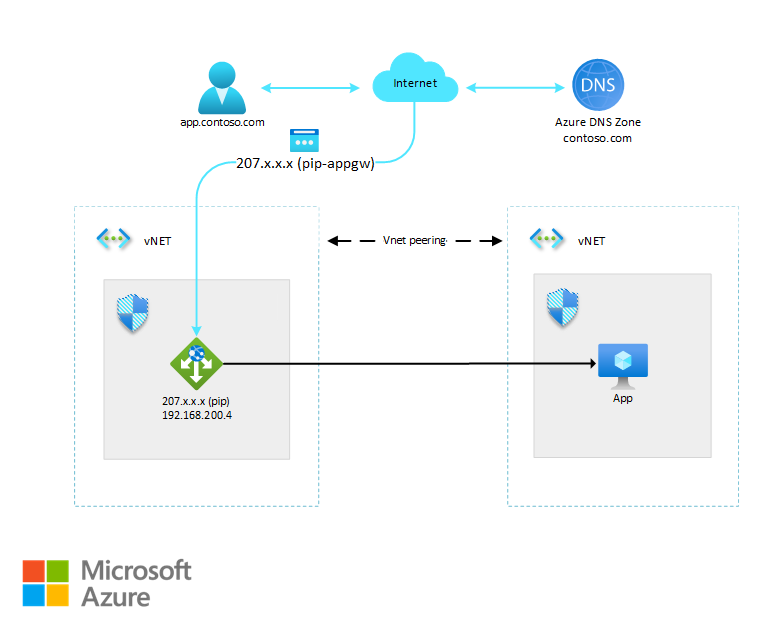 Internet
DNS
app.contoso.com
Azure DNS Zone
contoso.com
207.x.x.x (pip-appgw)
vNET
Vnet peering
vNET
207.x.x.x (pip)
192.168.200.4
App
Microsoft
Azure